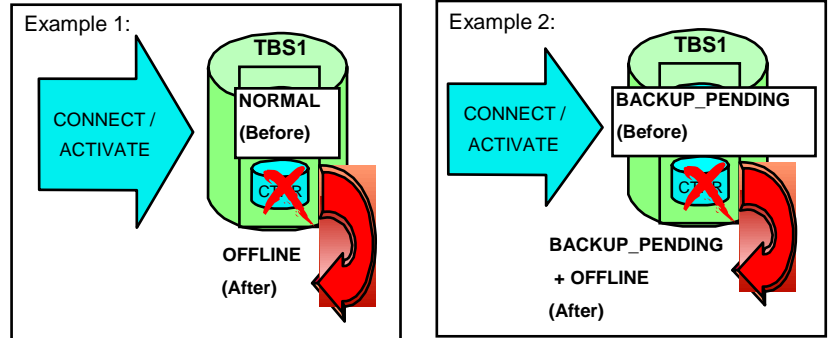 Example 1:
TBS1
CONNECT /
ACTIVATE
NORMAL
(Before)
OFFLINE
(After)
Example 2:
TBS1
CONNECT /
ACTIVATE
BACKUP_PENDING
(Before)
BACKUP_PENDING
+ OFFLINE
(After)